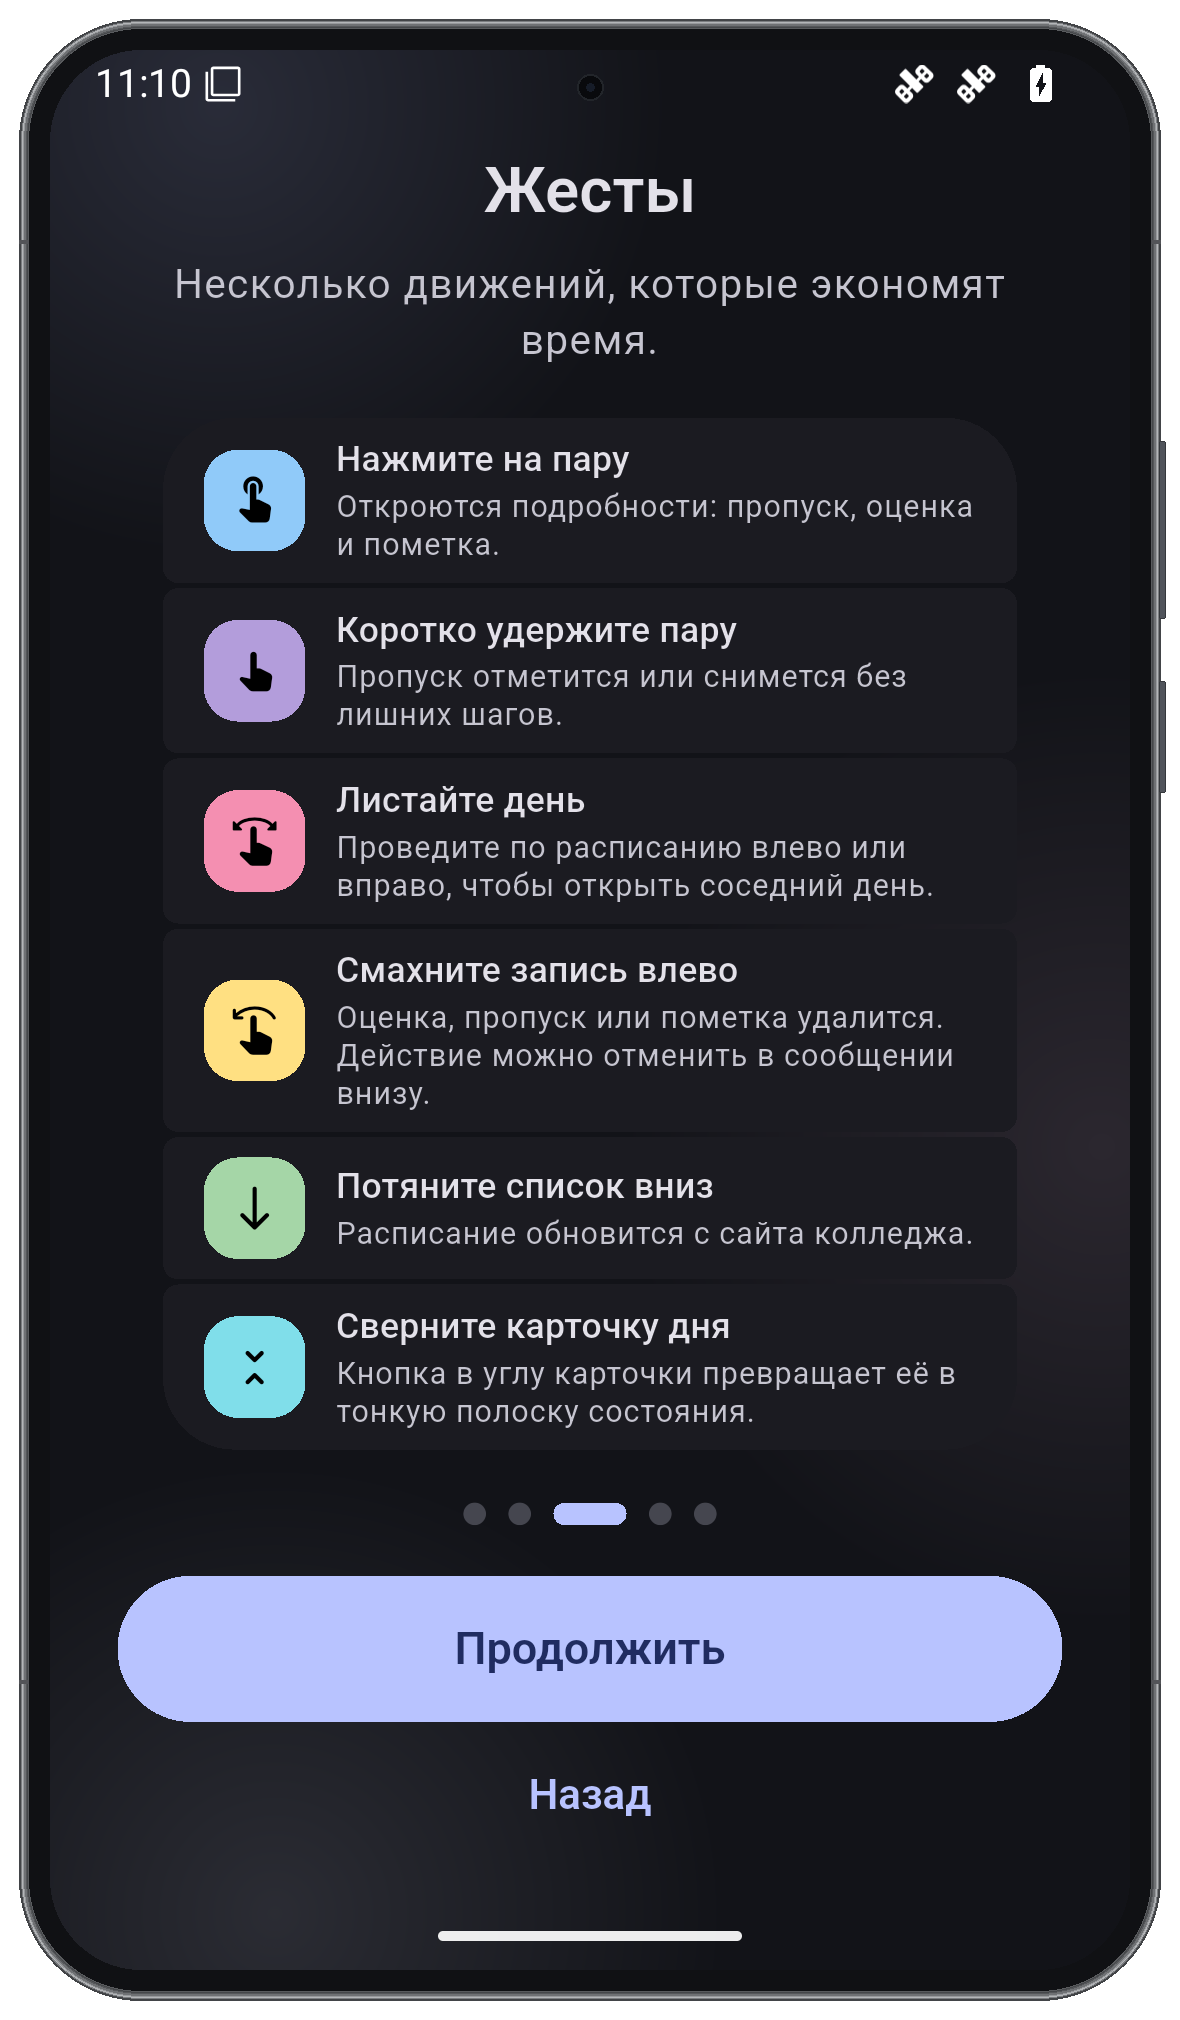 11:10
Жесты
Несколько движений, которые экономят
время.
Нажмите на пару
Откроются подробности: пропуск, оценка
и пометка.
Коротко удержите пару
Пропуск отметится или снимется без
лишних шагов.
Листайте день
Проведите по расписанию влево или
вправо, чтобы открыть соседний день.
Смахните запись влево
Оценка, пропуск или пометка удалится.
Действие можно отменить в сообщении
внизу.
Потяните список вниз
Расписание обновится с сайта колледжа.
Сверните карточку дня
Кнопка в углу карточки превращает её в
тонкую полоску состояния.
Продолжить
Назад